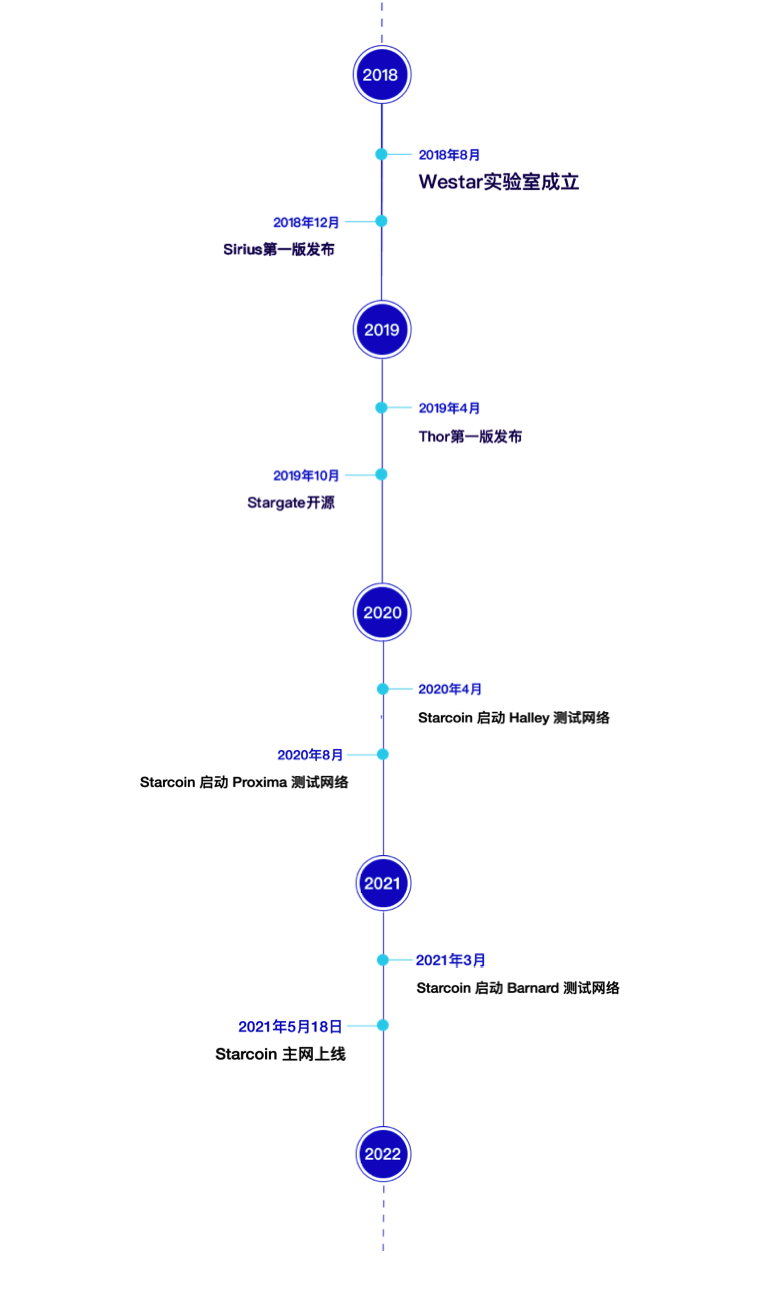 2018
2018年8月
Westar实验室成立
2018年12月
Sirius第一版发布
2019
2019年4月
Thor第一版发布
2019年10月
Stargate开源
2020
2020年4月
Starcoin 启动 Halley 测试网络
2020年8月
Starcoin 启动 Proxima 测试网络
2021
2021年3月
Starcoin 启动 Barnard 测试网络
2021年5月18日
Starcoin 主网上线
2022